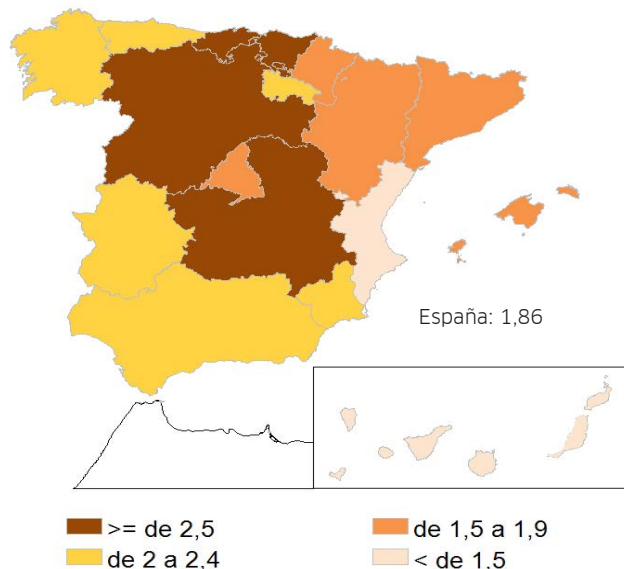 España: 1,86
>= de 2,5
de 1,5 a 1,9
de 2 a 2,4
< de 1,5